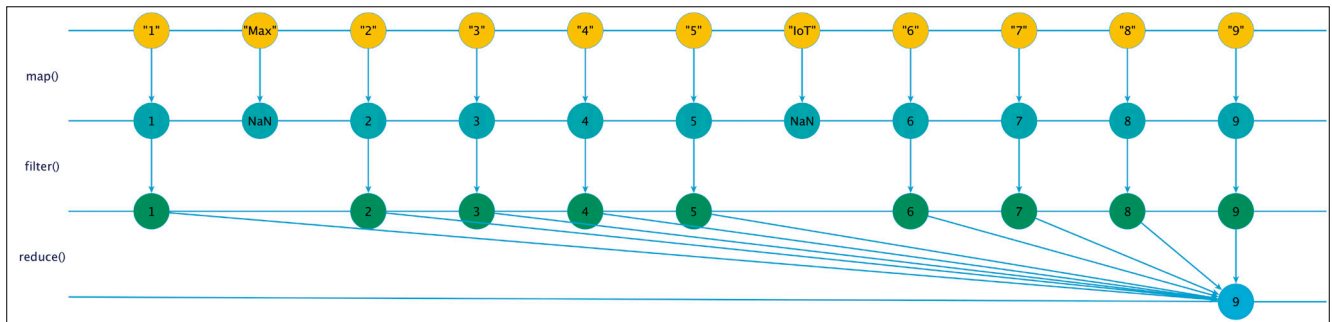 "1" "Max" "2" "3" "4" "5" "IoT" "6" "7" "8" "9"
map()
1 NaN 2 3 4 5 NaN 6 7 8 9
filter()
1 2 3 4 5 6 7 8 9
reduce()
9